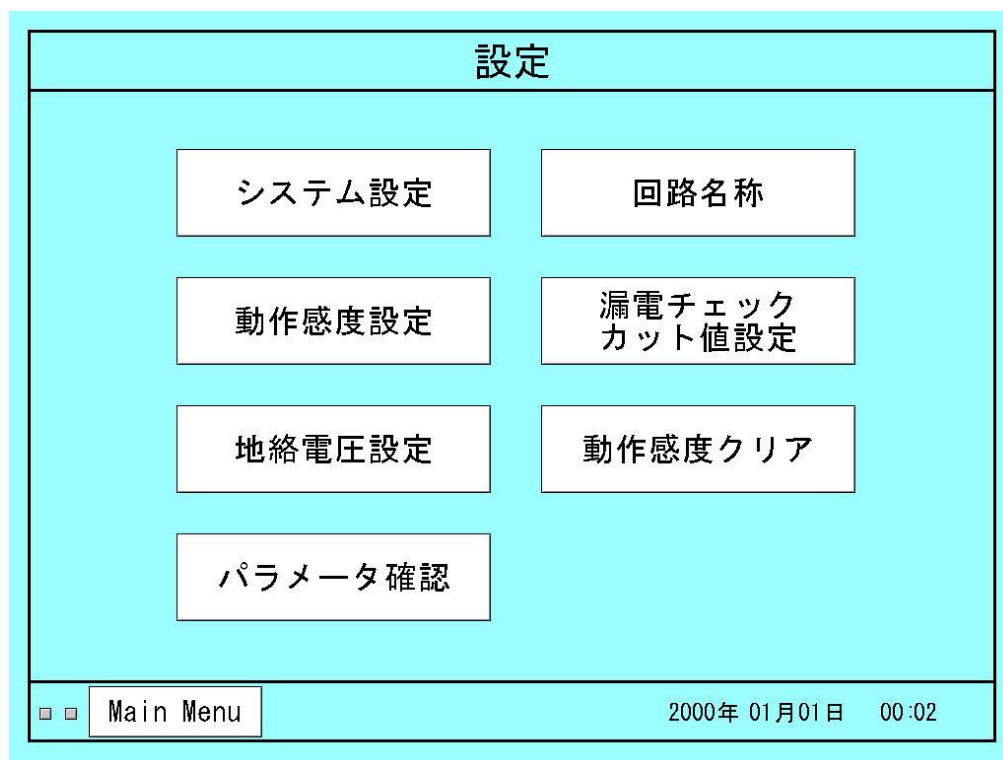 設定
システム設定
回路名称
動作感度設定
漏電チェック
カット値設定
地絡電圧設定
動作感度クリア
パラメータ確認
Main Menu
2000年 01月01日 00:02